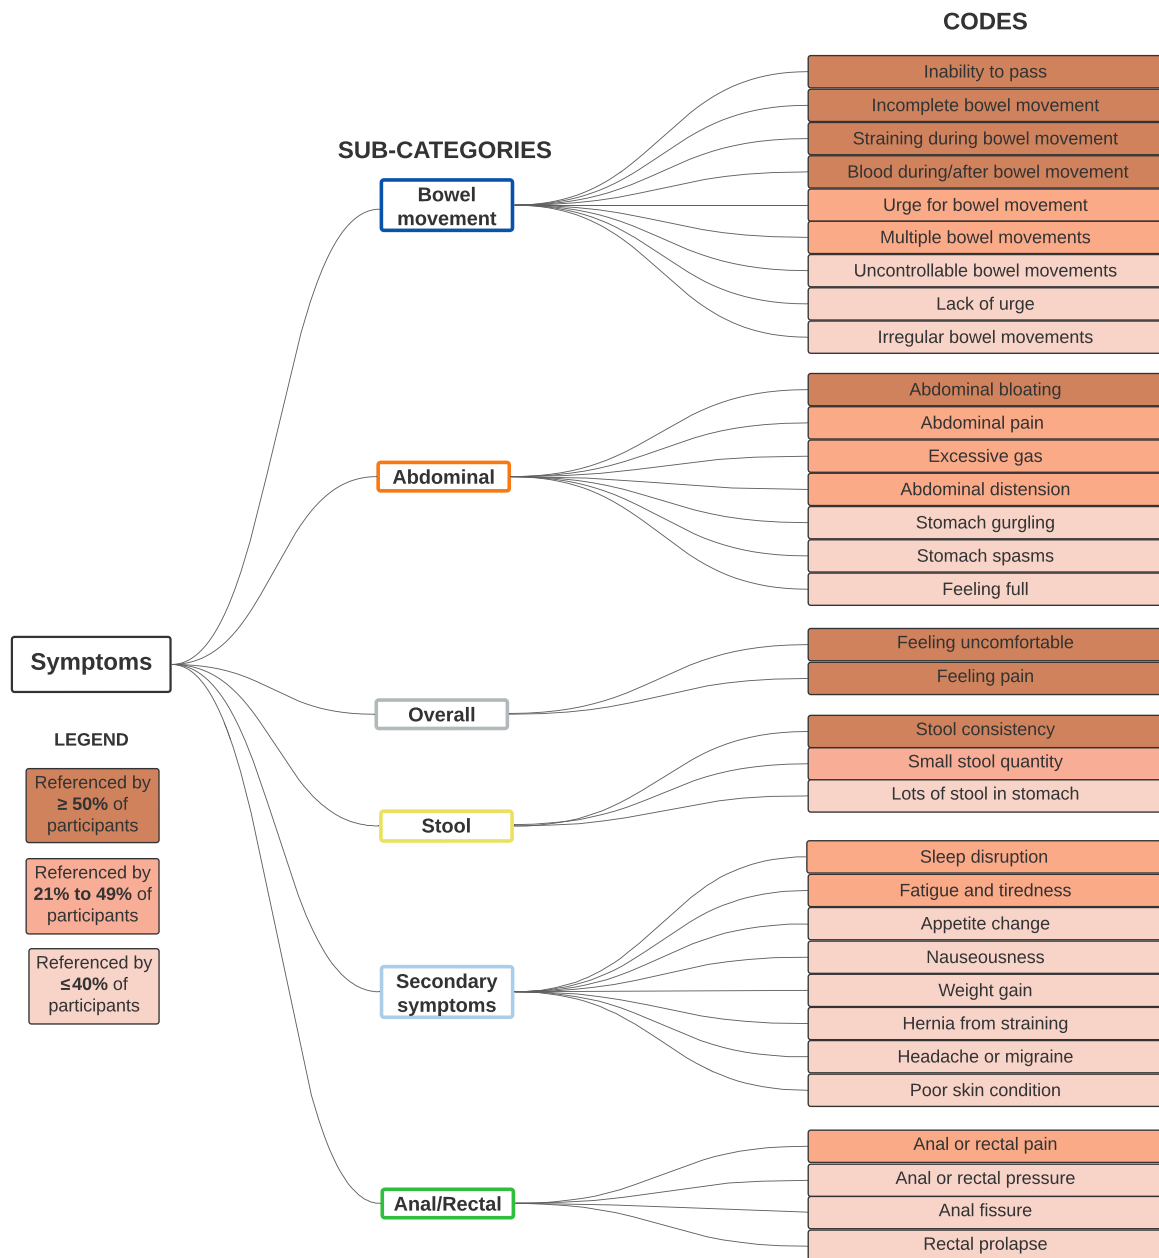 CODES
SUB-CATEGORIES
Symptoms
LEGEND
Referenced by
≥ 50% of
participants
Referenced by
21% to 49% of
participants
Referenced by
≤40% of
participants
Bowel
movement
Inability to pass
Incomplete bowel movement
Straining during bowel movement
Blood during/after bowel movement
Urge for bowel movement
Multiple bowel movements
Uncontrollable bowel movements
Lack of urge
Irregular bowel movements
Abdominal
Abdominal bloating
Abdominal pain
Excessive gas
Abdominal distension
Stomach gurgling
Stomach spasms
Feeling full
Overall
Feeling uncomfortable
Feeling pain
Stool
Stool consistency
Small stool quantity
Lots of stool in stomach
Secondary
symptoms
Sleep disruption
Fatigue and tiredness
Appetite change
Nauseousness
Weight gain
Hernia from straining
Headache or migraine
Poor skin condition
Anal/Rectal
Anal or rectal pain
Anal or rectal pressure
Anal fissure
Rectal prolapse